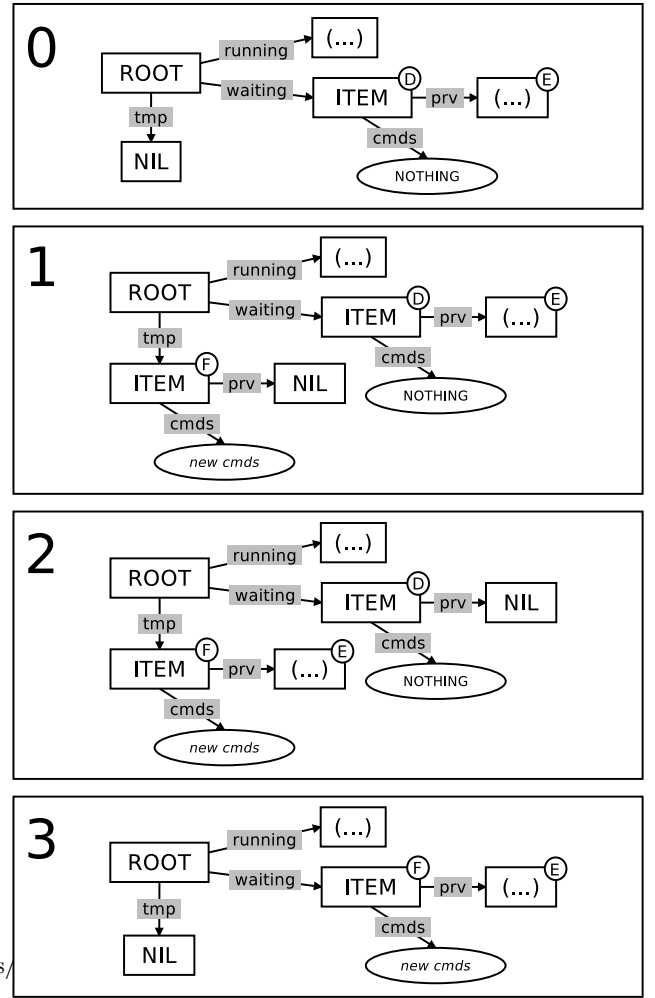 0
running
(...)
ROOT
D
E
waiting
ITEM
prv
(...)
tmp
cmds
NIL
NOTHING
1
running
(...)
ROOT
D
E
waiting
ITEM
prv
(...)
tmp
F
cmds
ITEM
prv
NIL
NOTHING
cmds
new cmds
2
running
(...)
ROOT
D
waiting
ITEM
prv
NIL
tmp
F
E
cmds
ITEM
prv
(...)
NOTHING
cmds
new cmds
3
running
(...)
ROOT
F
E
waiting
ITEM
prv
(...)
tmp
cmds
NIL
new cmds
s/